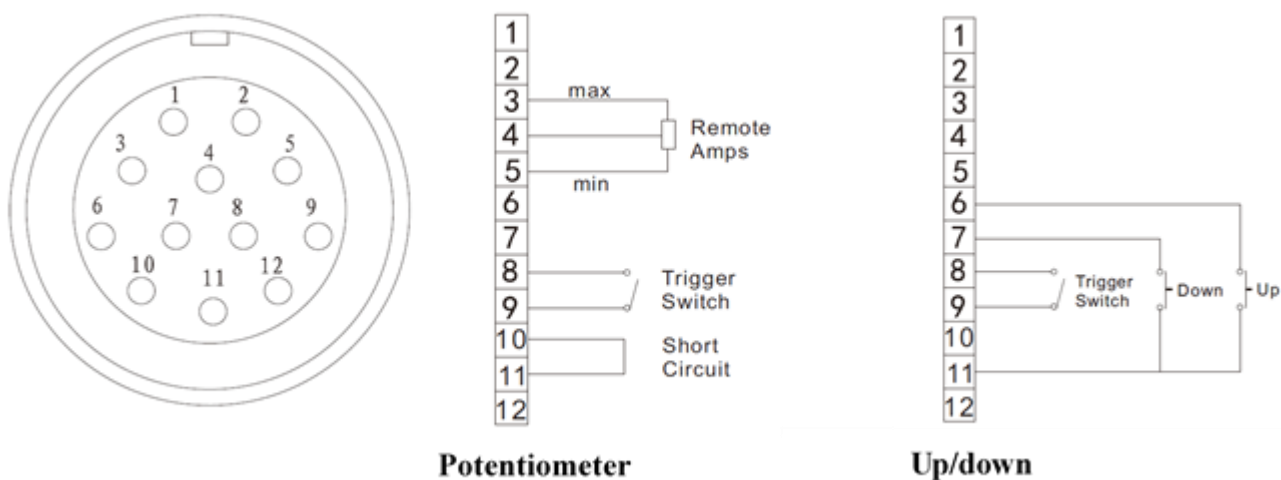 1 2
3 4 5
6 7 8 9
10 11 12
1
2
3
4
5
6
7
8
9
10
11
12
max
Remote
Amps
min
Trigger
Switch
Short
Circuit
Potentiometer
1
2
3
4
5
6
7
8
9
10
11
12
Trigger
Switch
Down
Up
Up/down